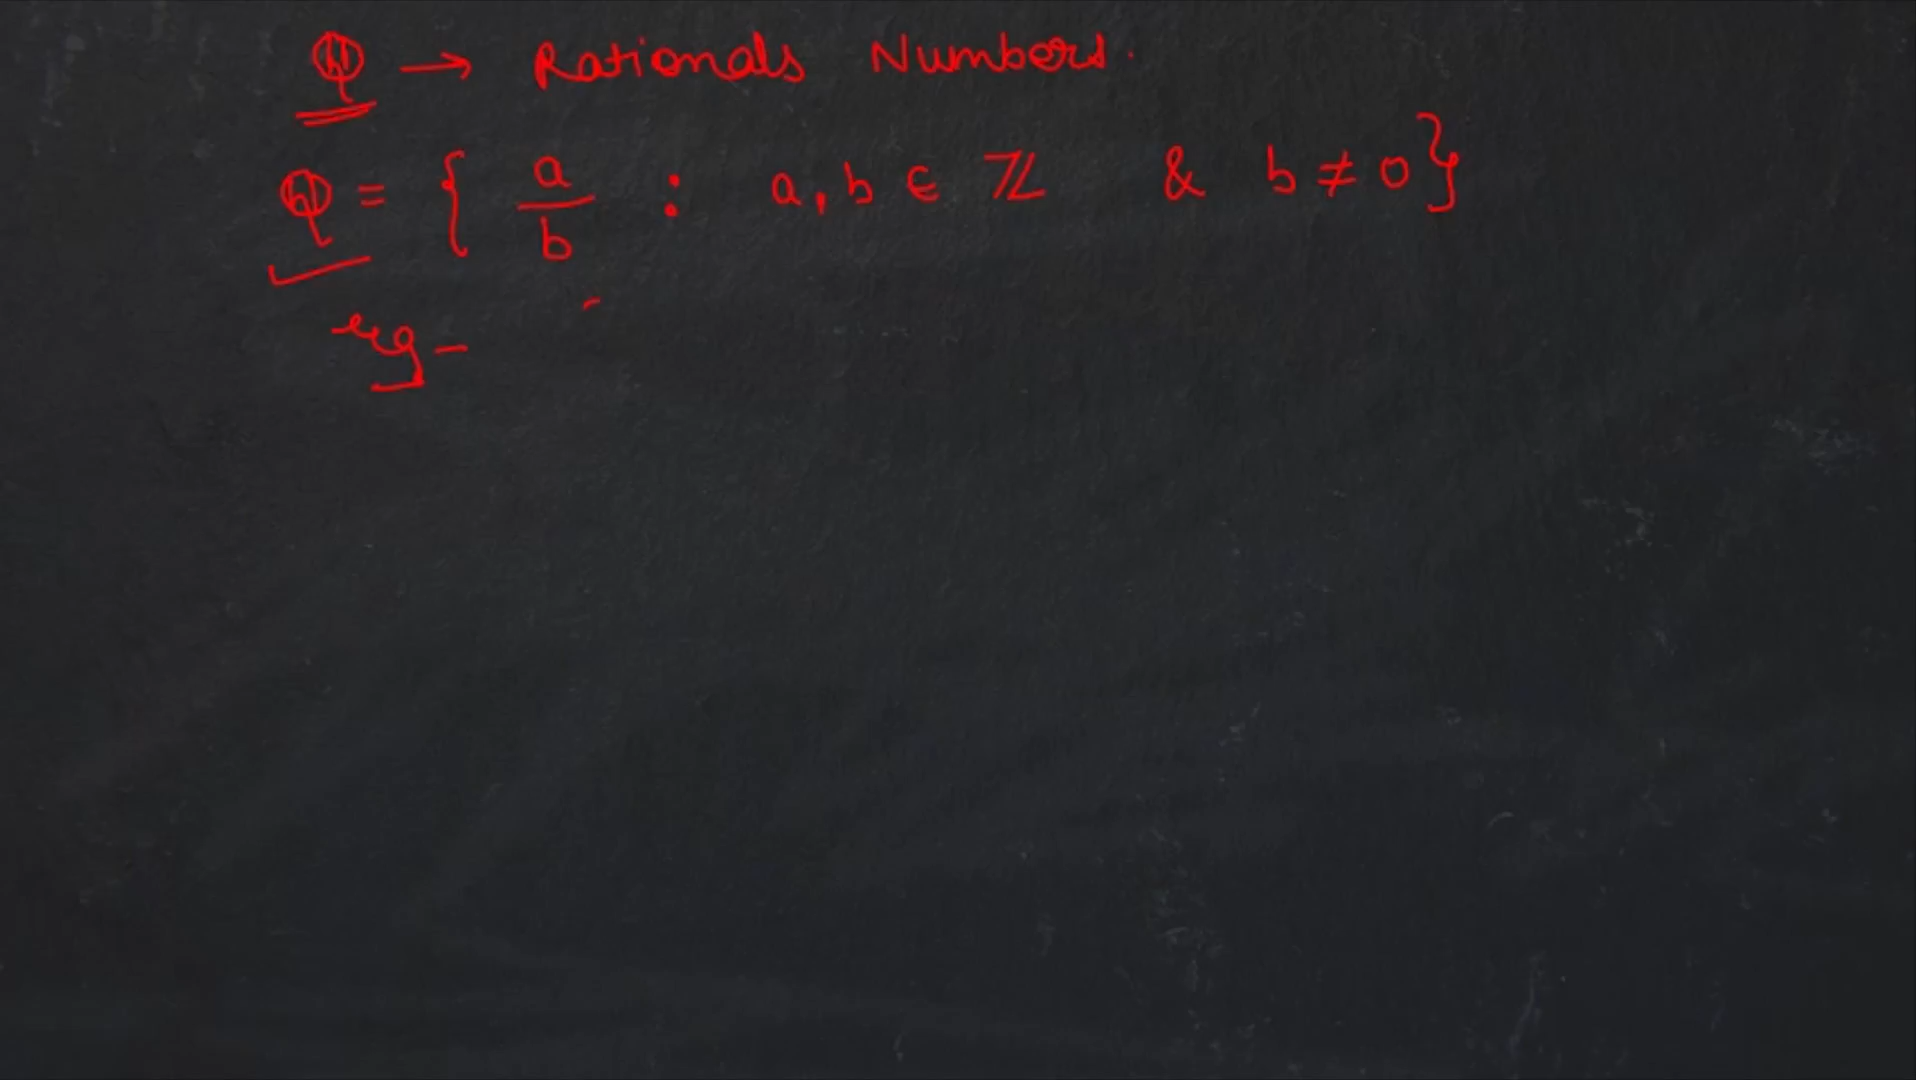 ℚ → Rationals Numbers.
ℚ = { a/b : a, b ∈ ℤ & b ≠ 0 }
eg -